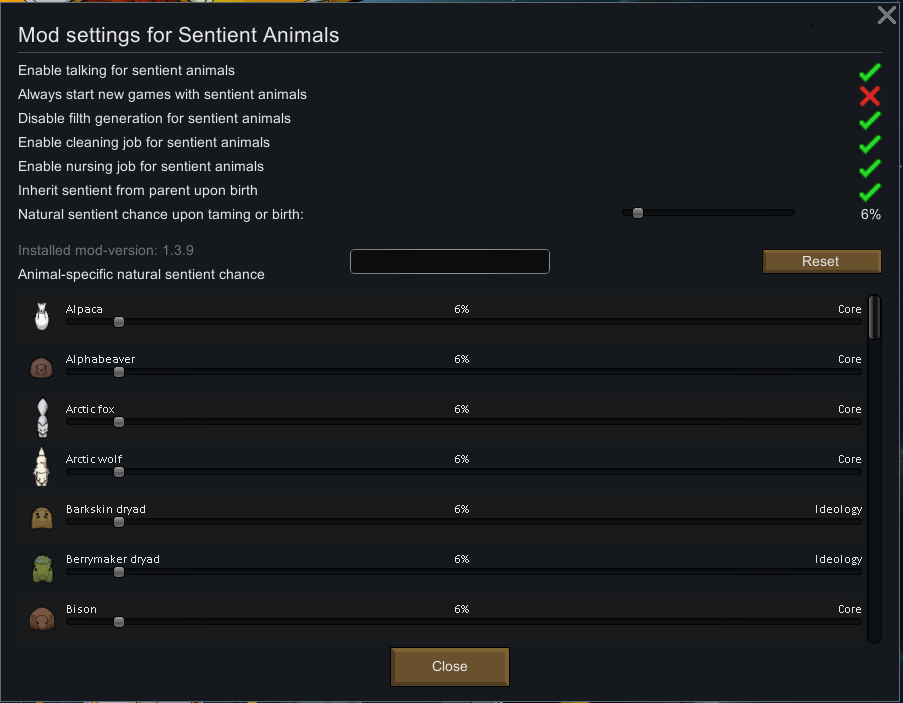 Mod settings for Sentient Animals
Enable talking for sentient animals
Always start new games with sentient animals
Disable filth generation for sentient animals
Enable cleaning job for sentient animals
Enable nursing job for sentient animals
Inherit sentient from parent upon birth
Natural sentient chance upon taming or birth: 6%
Installed mod-version: 1.3.9
Animal-specific natural sentient chance Reset
Alpaca 6% Core
Alphabeaver 6% Core
Arctic fox 6% Core
Arctic wolf 6% Core
Barkskin dryad 6% Ideology
Berrymaker dryad 6% Ideology
Bison 6% Core
Close